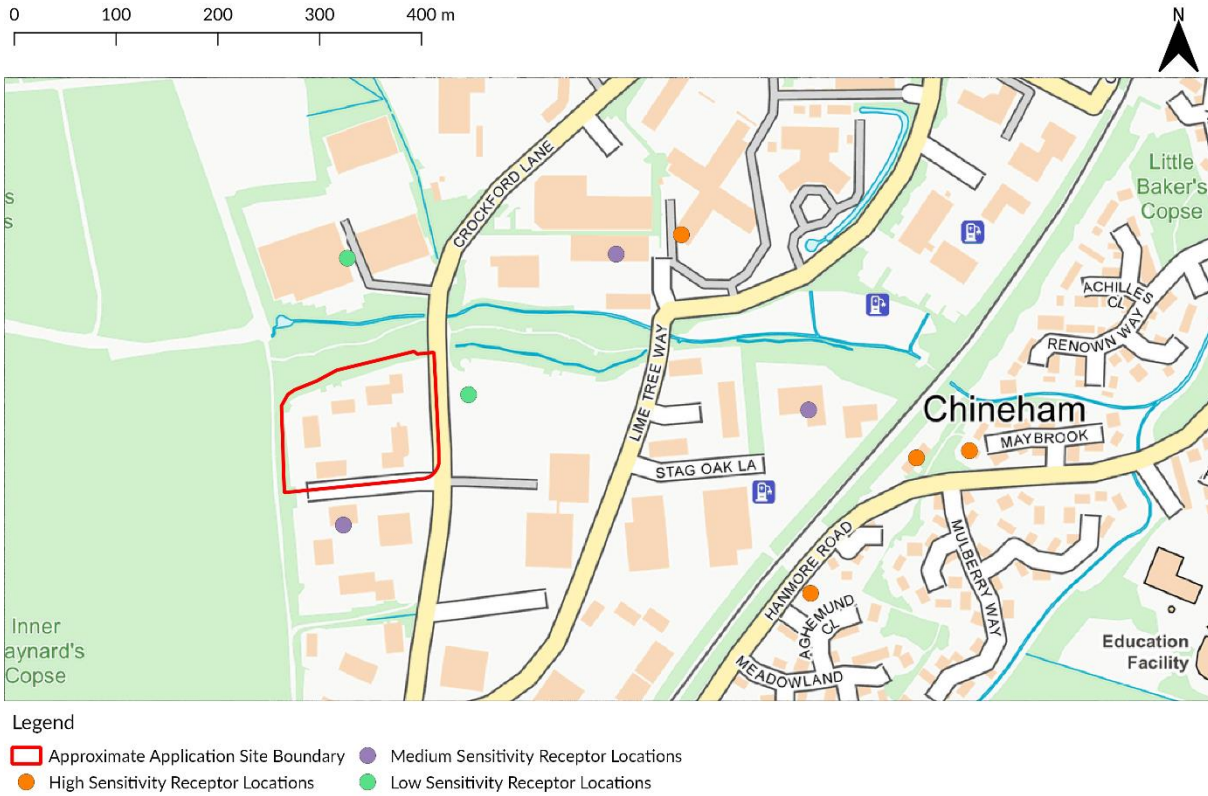 0 100 200 300 400 m
N
CROCKFORD LANE
Little
Baker's
Copse
s
s
ACHILLES
CL
RENOWN WAY
LIME TREE WAY
Chineham
MAYBROOK
STAG OAK LA
HANMORE ROAD
MULBERRY WAY
AGHEMUND
CL
MEADOWLAND
Inner
aynard's
Copse
Education
Facility
Legend
Approximate Application Site Boundary
Medium Sensitivity Receptor Locations
High Sensitivity Receptor Locations
Low Sensitivity Receptor Locations